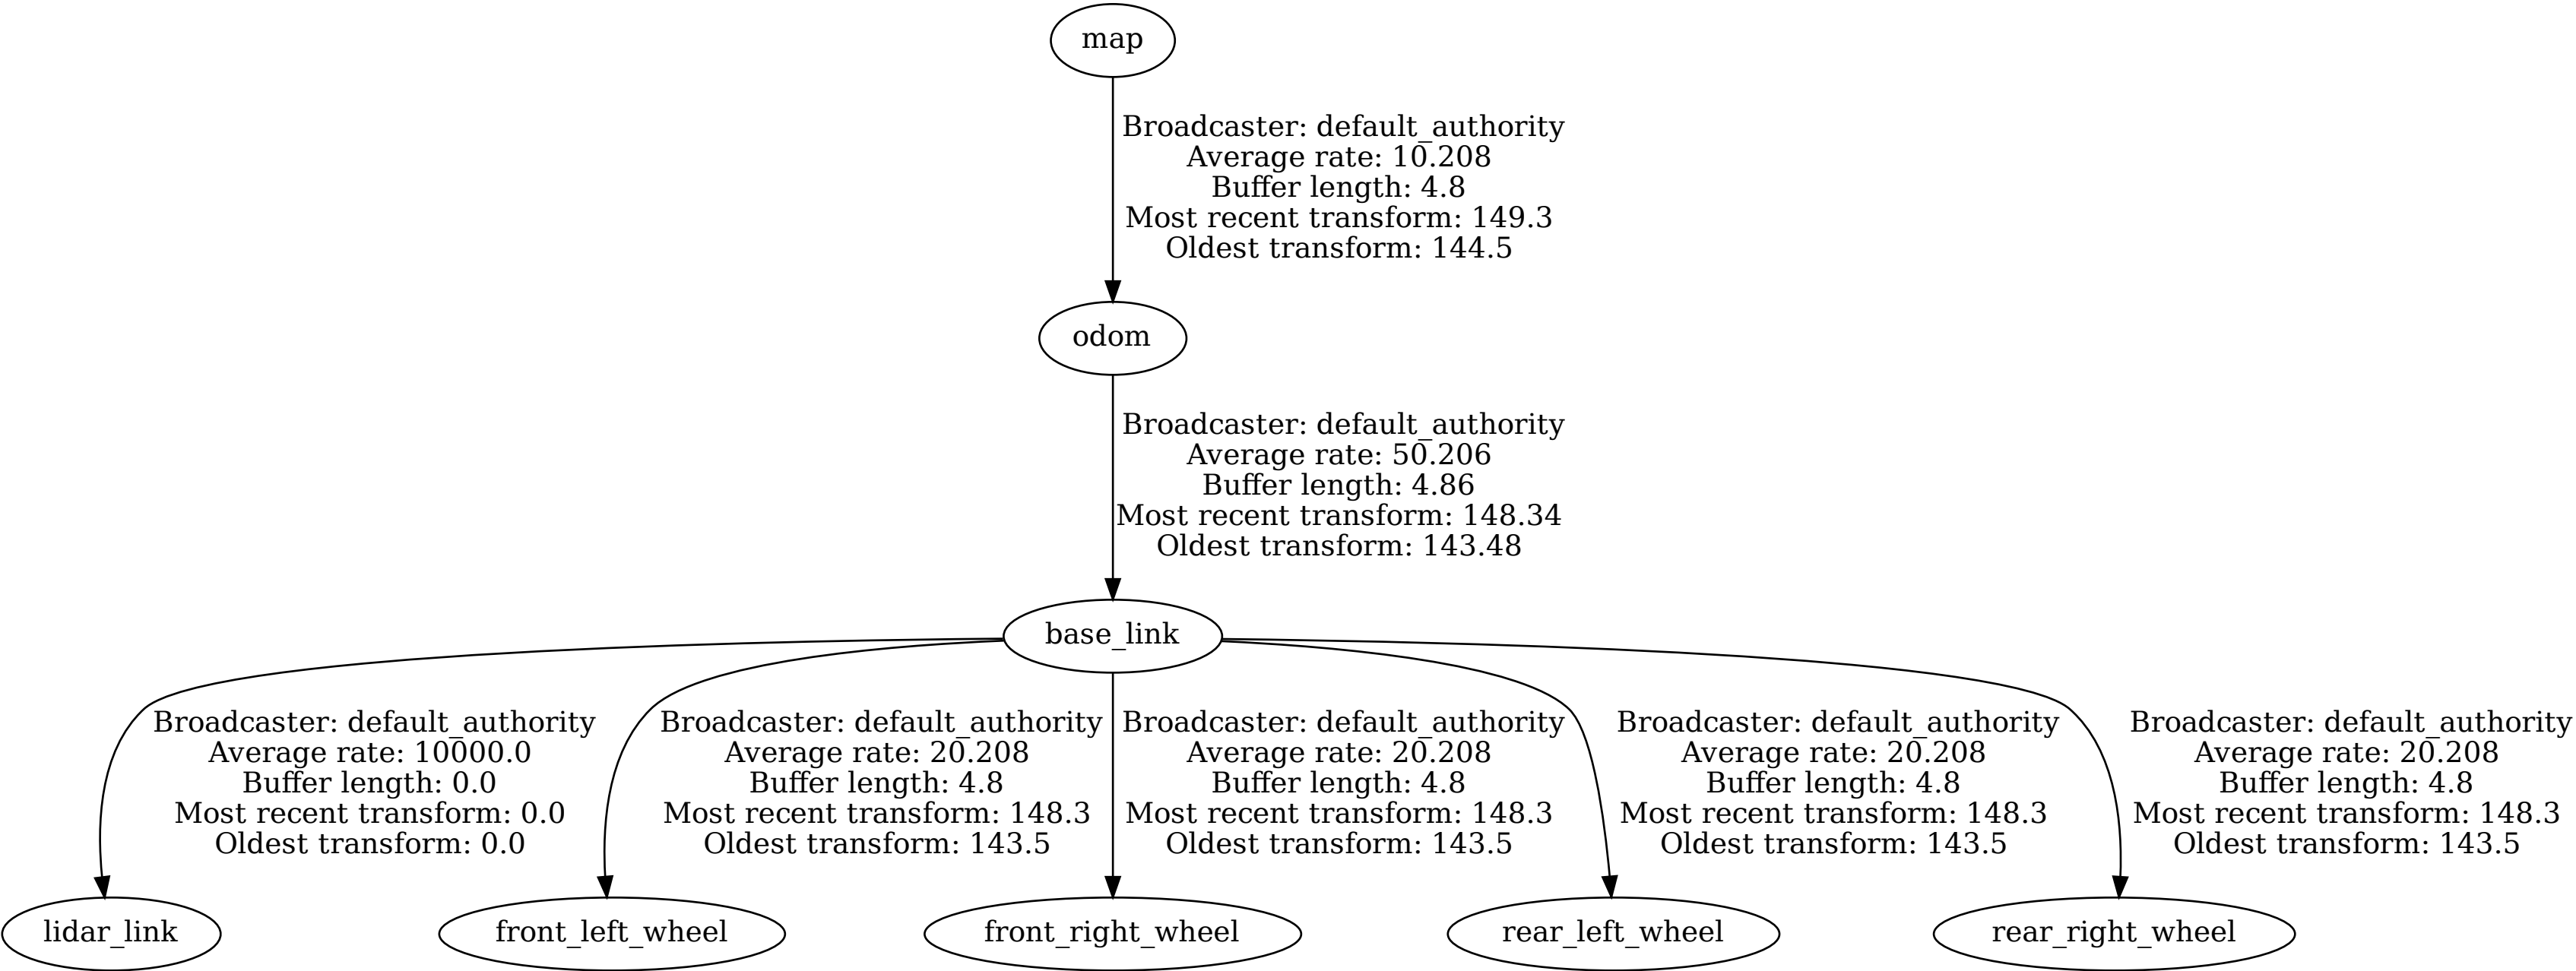 map
Broadcaster: default_authority
Average rate: 10.208
Buffer length: 4.8
Most recent transform: 149.3
Oldest transform: 144.5
odom
Broadcaster: default_authority
Average rate: 50.206
Buffer length: 4.86
Most recent transform: 148.34
Oldest transform: 143.48
base_link
Broadcaster: default_authority
Average rate: 10000.0
Buffer length: 0.0
Most recent transform: 0.0
Oldest transform: 0.0
Broadcaster: default_authority
Average rate: 20.208
Buffer length: 4.8
Most recent transform: 148.3
Oldest transform: 143.5
Broadcaster: default_authority
Average rate: 20.208
Buffer length: 4.8
Most recent transform: 148.3
Oldest transform: 143.5
Broadcaster: default_authority
Average rate: 20.208
Buffer length: 4.8
Most recent transform: 148.3
Oldest transform: 143.5
Broadcaster: default_authority
Average rate: 20.208
Buffer length: 4.8
Most recent transform: 148.3
Oldest transform: 143.5
lidar_link
front_left_wheel
front_right_wheel
rear_left_wheel
rear_right_wheel